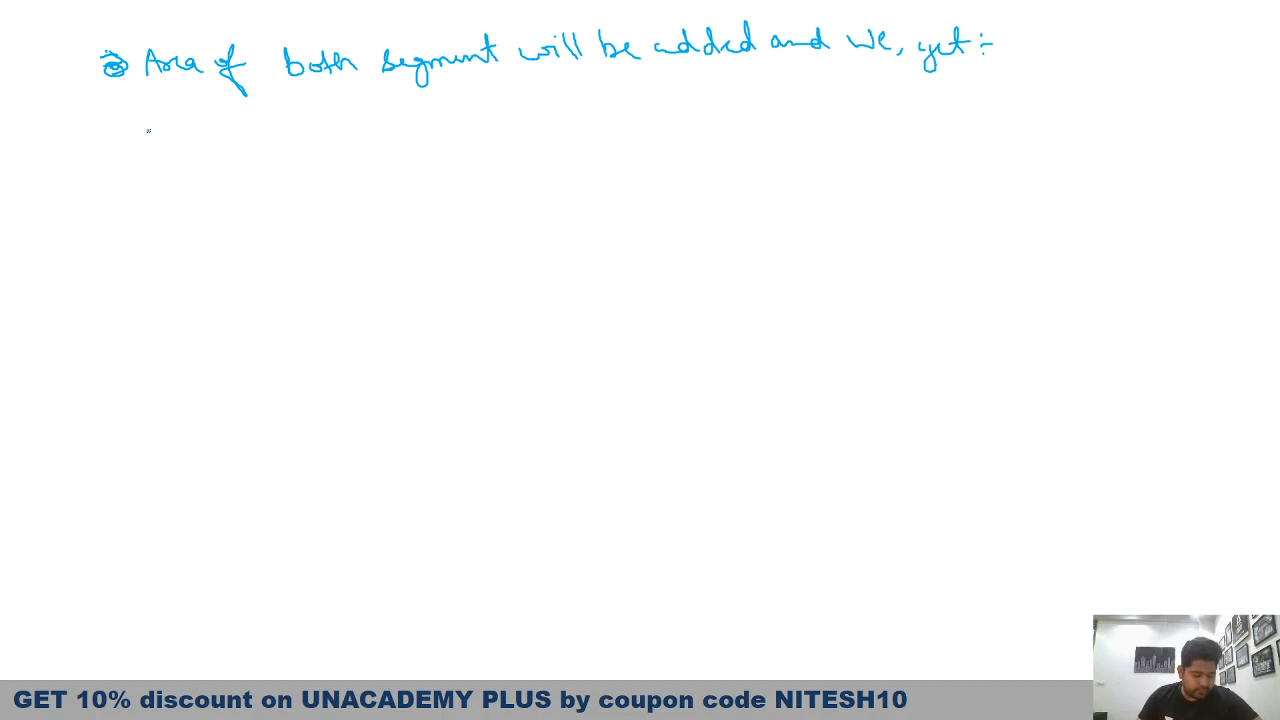 Area of both segment will be added and we, get :-
GET 10% discount on UNACADEMY PLUS by coupon code NITESH10